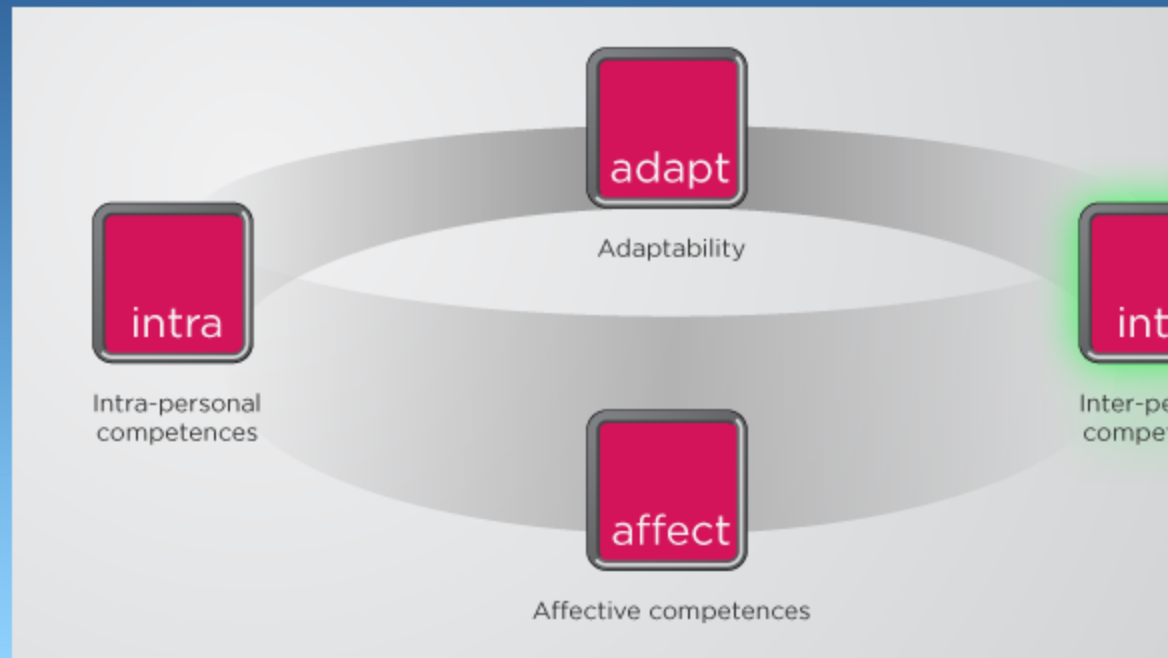 adapt
Adaptability
intra
Intra-personal
competences
affect
Affective competences